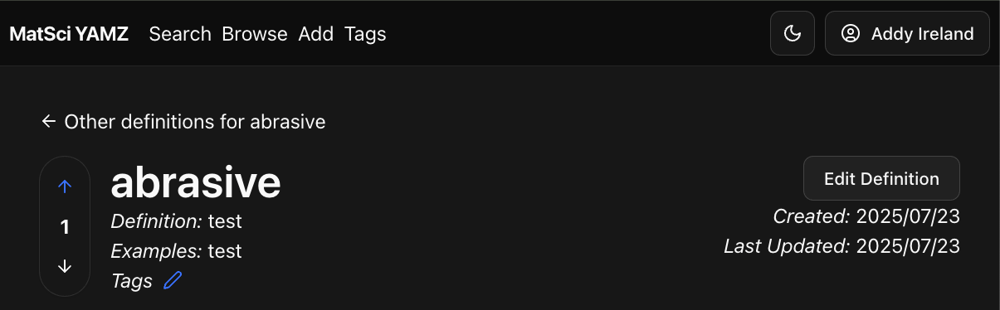 MatSci YAMZ Search Browse Add Tags Addy Ireland
Other definitions for abrasive
abrasive
Edit Definition
1
Definition: test
Examples: test
Tags
Created: 2025/07/23
Last Updated: 2025/07/23